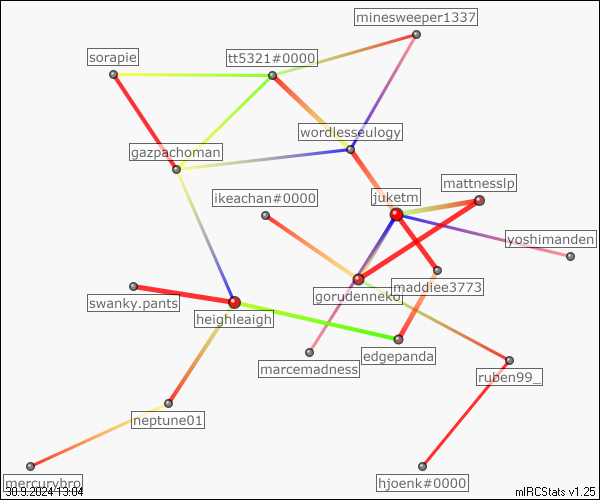 minesweeper1337
sorapie
tt5321#0000
wordlesseulogy
gazpachoman
mattnesslp
ikeachan#0000
juketm
yoshimanden
maddiee3773
gorudenneko
swanky.pants
heighleaigh
edgepanda
marcemadness
ruben99_
neptune01
mercurybro
hjoenk#0000
30.9.2024 13:04
mIRCStats v1.25